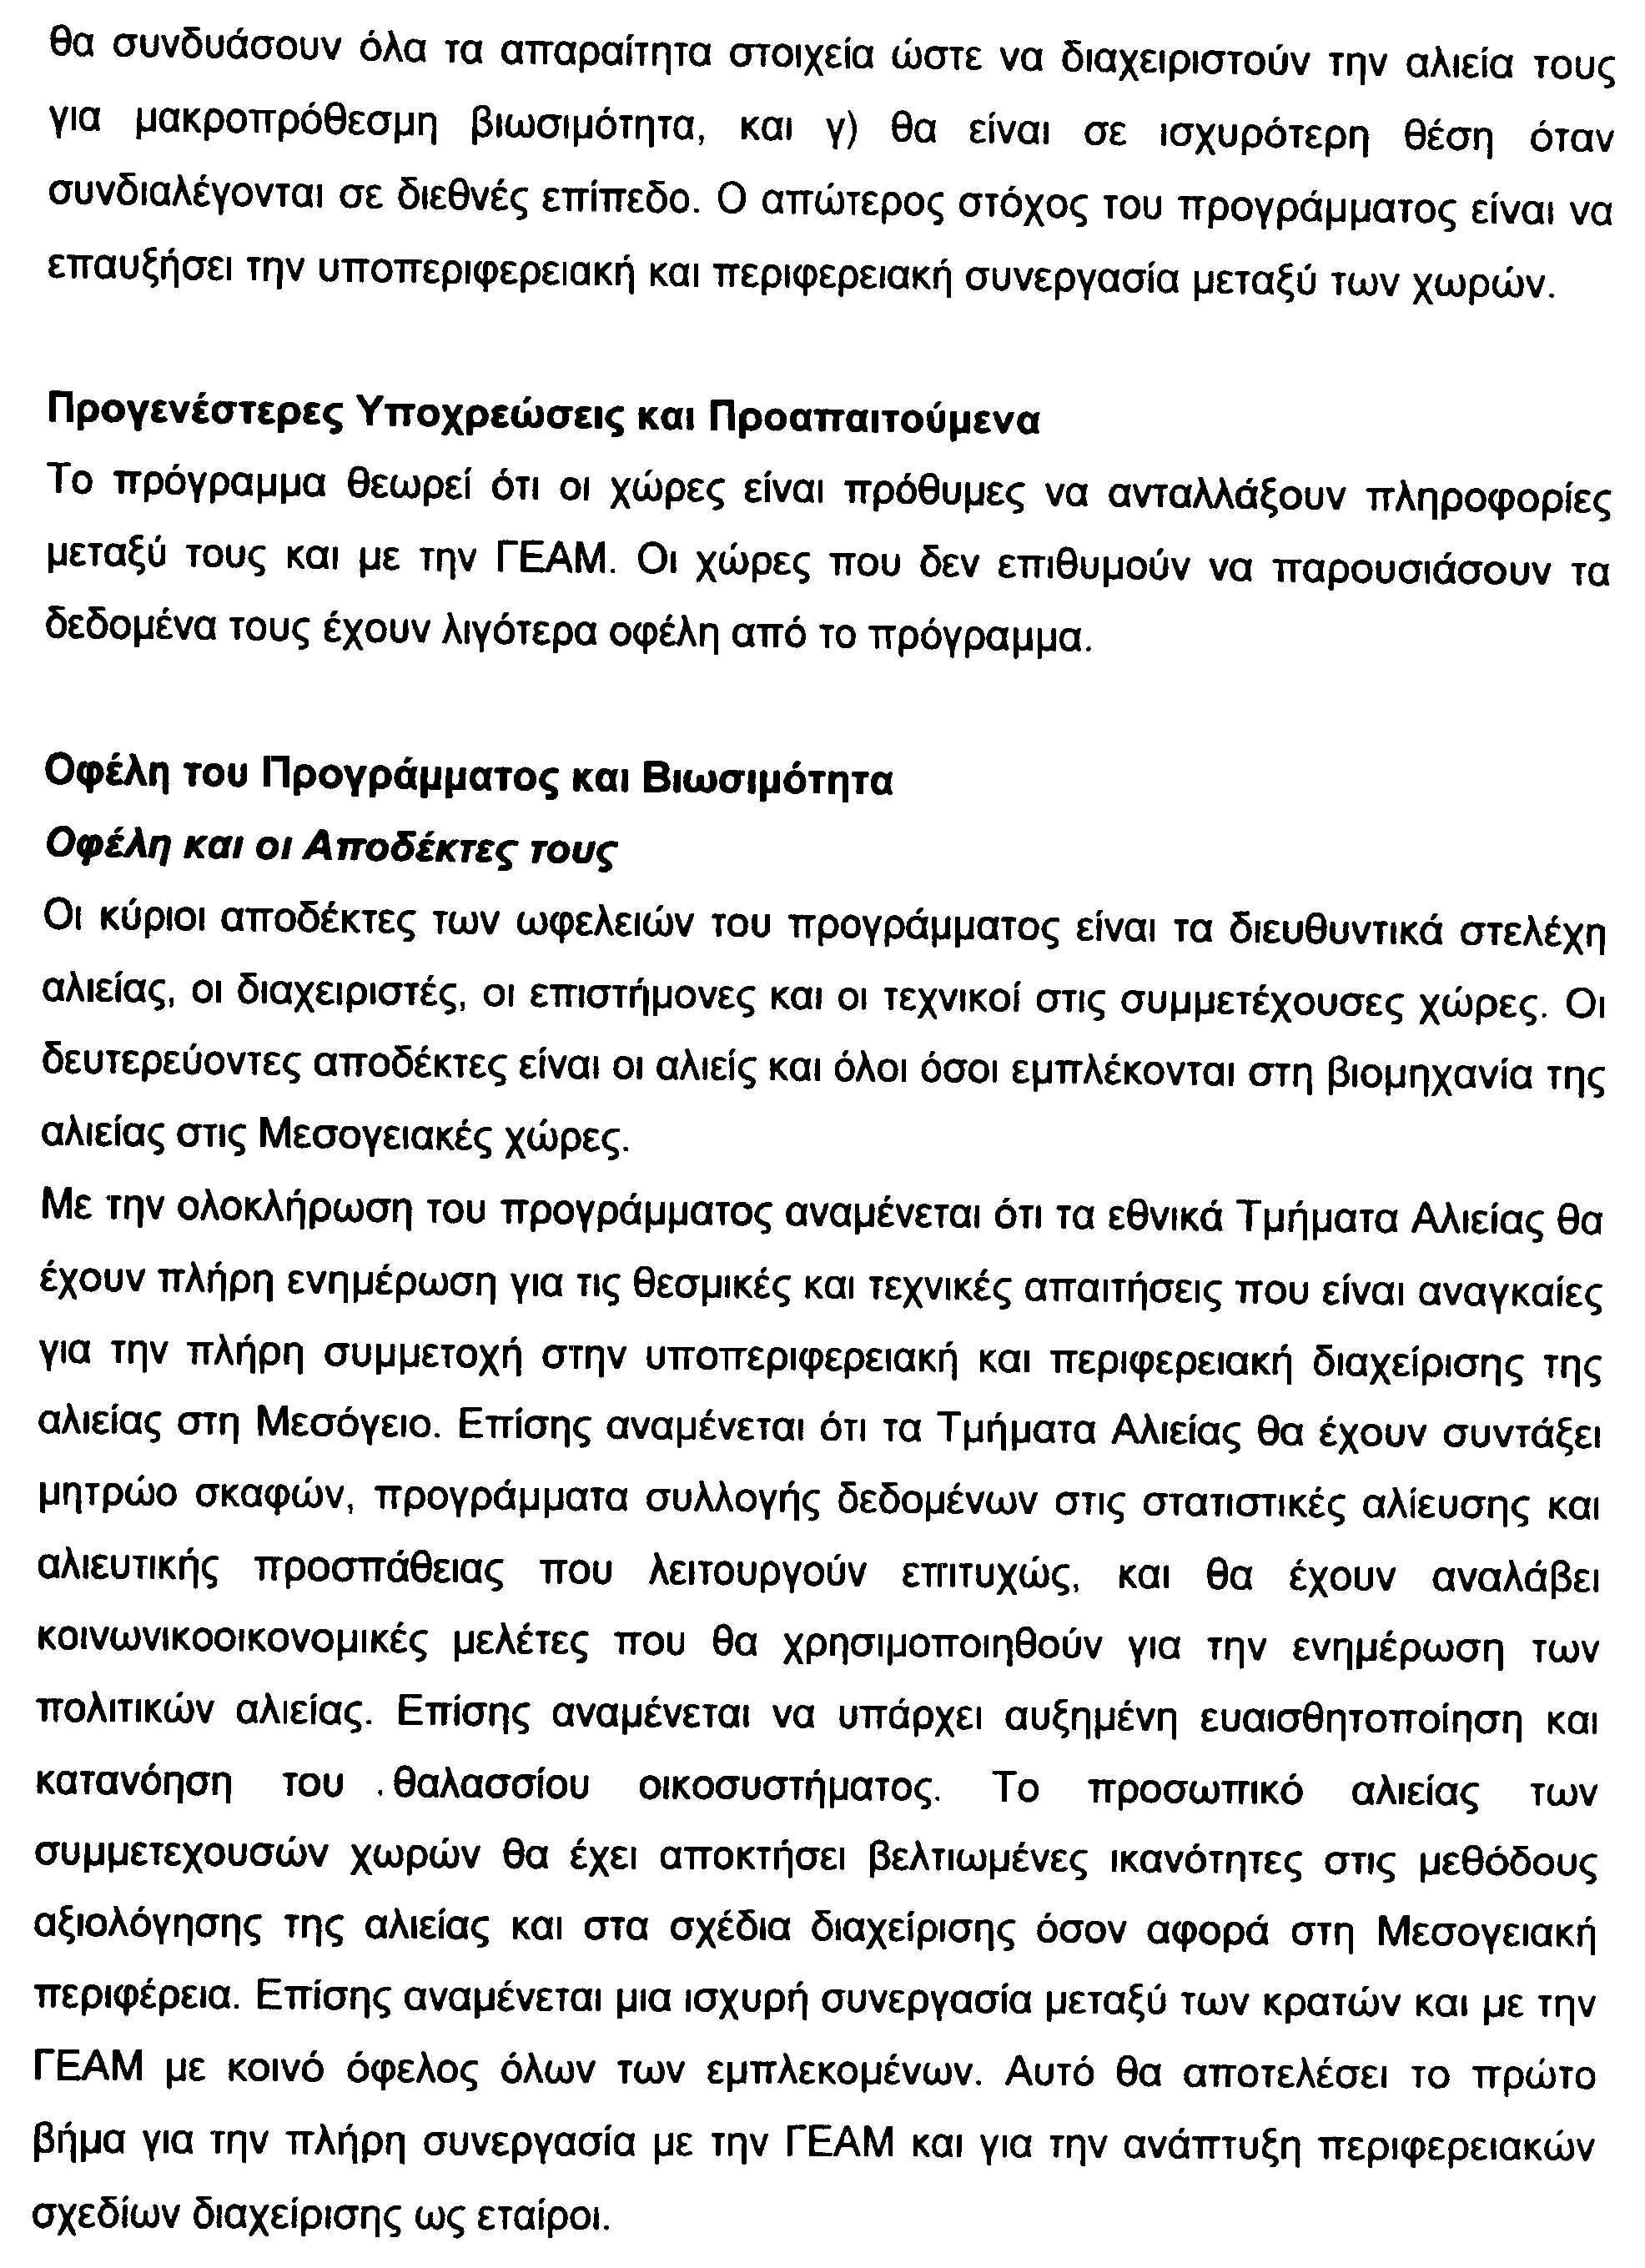 θα συνδυάσουν όλα τα απαραίτητα στοιχεία ώστε να διαχειριστούν την αλιεία τους
για μακροπρόθεσμη βιωσιμότητα, και γ) θα είναι σε ισχυρότερη θέση όταν
συνδιαλέγονται σε διεθνές επίπεδο. Ο απώτερος στόχος του προγράμματος είναι να
επαυξήσει την υποπεριφερειακή και περιφερειακή συνεργασία μεταξύ των χωρών.
Προγενέστερες Υποχρεώσεις και Προαπαιτούμενα
Το πρόγραμμα θεωρεί ότι οι χώρες είναι πρόθυμες να ανταλλάξουν πληροφορίες
μεταξύ τους και με την ΓΕΑΜ. Οι χώρες που δεν επιθυμούν να παρουσιάσουν τα
δεδομένα τους έχουν λιγότερα οφέλη από το πρόγραμμα.
Οφέλη του Προγράμματος και Βιωσιμότητα
Οφέλη και οι Αποδέκτες τους
Οι κύριοι αποδέκτες των ωφελειών του προγράμματος είναι τα διευθυντικά στελέχη
αλιείας, οι διαχειριστές, οι επιστήμονες και οι τεχνικοί στις συμμετέχουσες χώρες. Οι
δευτερεύοντες αποδέκτες είναι οι αλιείς και όλοι όσοι εμπλέκονται στη βιομηχανία της
αλιείας στις Μεσογειακές χώρες.
Με την ολοκλήρωση του προγράμματος αναμένεται ότι τα εθνικά Τμήματα Αλιείας θα
έχουν πλήρη ενημέρωση για τις θεσμικές και τεχνικές απαιτήσεις που είναι αναγκαίες
για την πλήρη συμμετοχή στην υποπεριφερειακή και περιφερειακή διαχείρισης της
αλιείας στη Μεσόγειο. Επίσης αναμένεται ότι τα Τμήματα Αλιείας θα έχουν συντάξει
μητρώο σκαφών, προγράμματα συλλογής δεδομένων στις στατιστικές αλίευσης και
αλιευτικής προσπάθειας που λειτουργούν επιτυχώς, και θα έχουν αναλάβει
κοινωνικοοικονομικές μελέτες που θα χρησιμοποιηθούν για την ενημέρωση των
πολιτικών αλιείας. Επίσης αναμένεται να υπάρχει αυξημένη ευαισθητοποίηση και
κατανόηση του θαλασσίου οικοσυστήματος. Το προσωπικό αλιείας των
συμμετεχουσών χωρών θα έχει αποκτήσει βελτιωμένες ικανότητες στις μεθόδους
αξιολόγησης της αλιείας και στα σχέδια διαχείρισης όσον αφορά στη Μεσογειακή
περιφέρεια. Επίσης αναμένεται μια ισχυρή συνεργασία μεταξύ των κρατών και με την
ΓΕΑΜ με κοινό όφελος όλων των εμπλεκομένων. Αυτό θα αποτελέσει το πρώτο
βήμα για την πλήρη συνεργασία με την ΓΕΑΜ και για την ανάπτυξη περιφερειακών
σχεδίων διαχείρισης ως εταίροι.